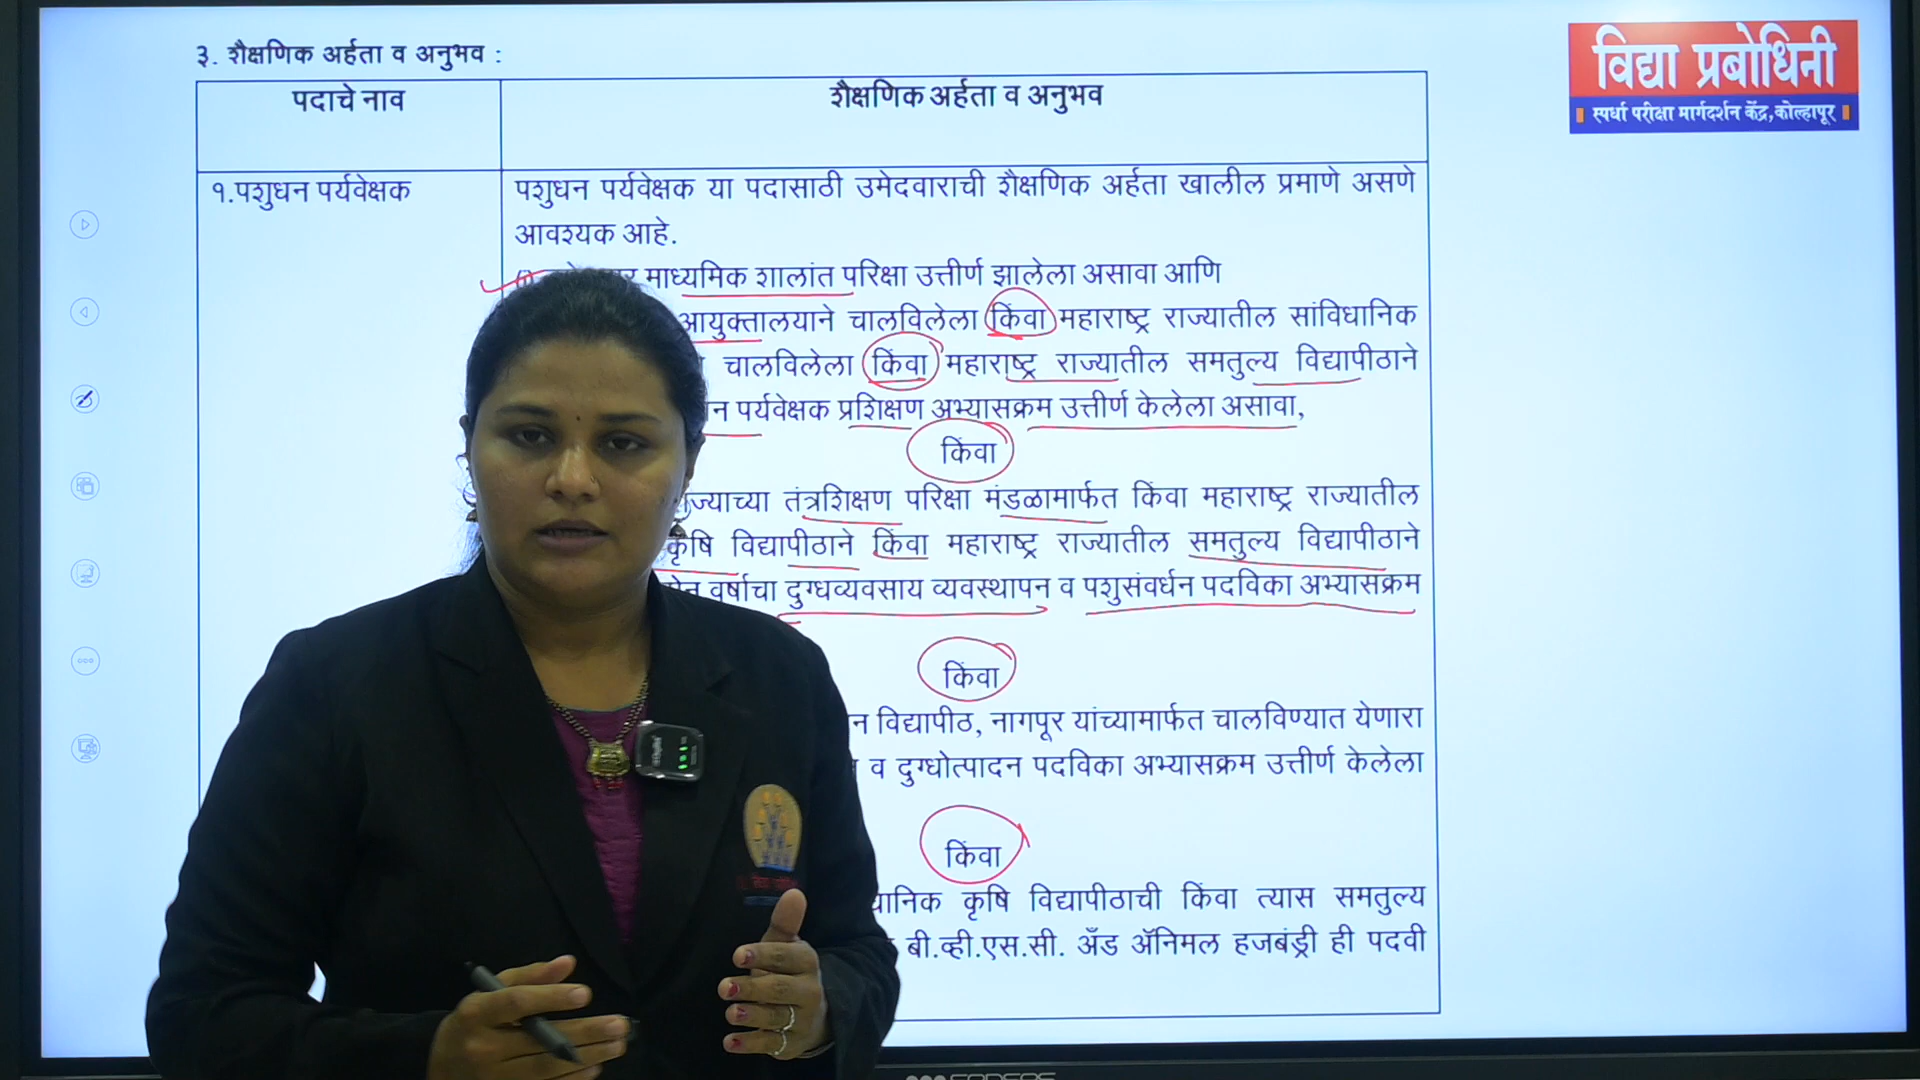 ३. शैक्षणिक अर्हता व अनुभव :
विद्या प्रबोधिनी
स्पर्धा परीक्षा मार्गदर्शन केंद्र,कोल्हापूर
पदाचे नाव
शैक्षणिक अर्हता व अनुभव
१.पशुधन पर्यवेक्षक
पशुधन पर्यवेक्षक या पदासाठी उमेदवाराची शैक्षणिक अर्हता खालील प्रमाणे असणे
आवश्यक आहे.
माध्यमिक शालांत परिक्षा उत्तीर्ण झालेला असावा आणि
आयुक्तालयाने चालविलेला किंवा महाराष्ट्र राज्यातील सांविधानिक
चालविलेला किंवा महाराष्ट्र राज्यातील समतुल्य विद्यापीठाने
पर्यवेक्षक प्रशिक्षण अभ्यासक्रम उत्तीर्ण केलेला असावा,
किंवा
तंत्रशिक्षण परिक्षा मंडळामार्फत किंवा महाराष्ट्र राज्यातील
कृषि विद्यापीठाने किंवा महाराष्ट्र राज्यातील समतुल्य विद्यापीठाने
वर्षाचा दुग्धव्यवसाय व्यवस्थापन व पशुसंवर्धन पदविका अभ्यासक्रम
किंवा
विद्यापीठ, नागपूर यांच्यामार्फत चालविण्यात येणारा
व दुग्धोत्पादन पदविका अभ्यासक्रम उत्तीर्ण केलेला
किंवा
कृषि विद्यापीठाची किंवा त्यास समतुल्य
बी.व्ही.एस.सी. अँड ॲनिमल हजबंड्री ही पदवी